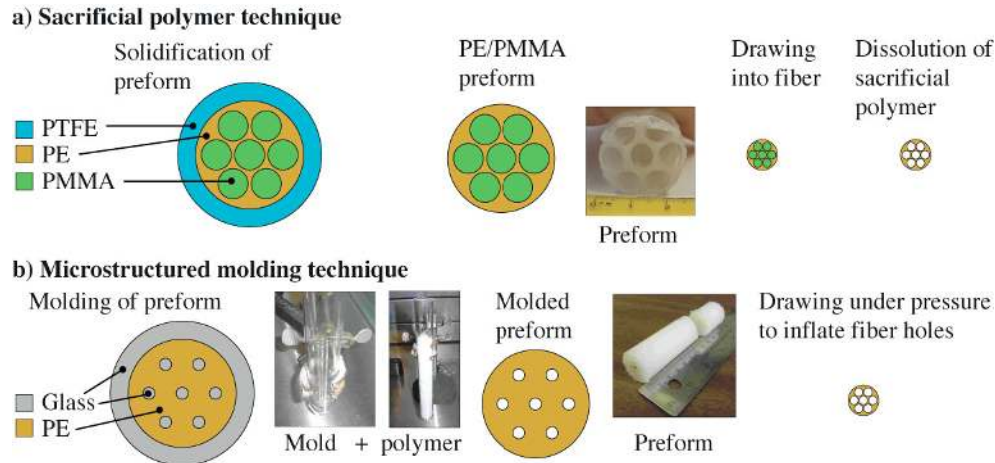 a) Sacrificial polymer technique
Solidification of
preform
PTFE
PE
PMMA
PE/PMMA
preform
Preform
Drawing
into fiber
Dissolution of
sacrificial
polymer
b) Microstructured molding technique
Molding of preform
Glass
PE
Mold + polymer
Molded
preform
Preform
Drawing under pressure
to inflate fiber holes